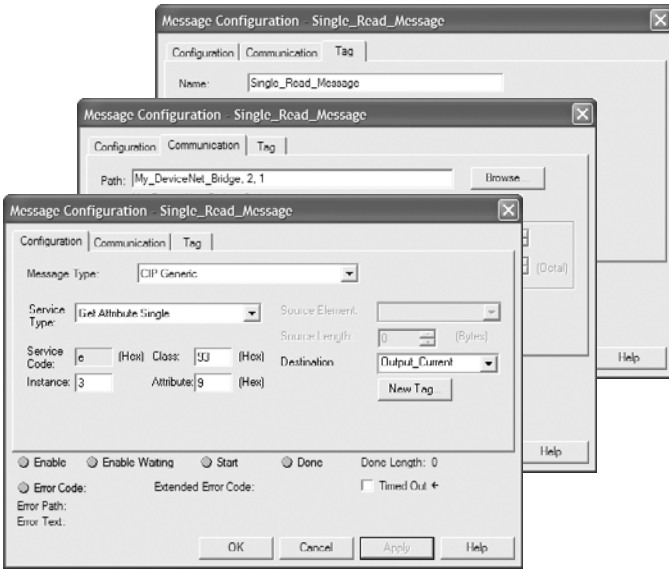 Message Configuration - Single_Read_Message
Configuration Communication Tag
Name: Single_Read_Message
Message Configuration - Single_Read_Message
Configuration Communication Tag
Path: My_DeviceNet_Bridge, 2, 1 Browse...
(Octal)
Message Configuration - Single_Read_Message
Configuration Communication Tag
Message Type: CIP Generic
Service Type: Get Attribute Single
Source Element:
Source Length: 0 (Bytes)
Service Code: e (Hex) Class: 93 (Hex)
Destination Output_Current
Instance: 3 Attribute: 9 (Hex)
New Tag...
Help
Help
Enable Enable Waiting Start Done Done Length: 0
Error Code: Extended Error Code: Timed Out
Error Path:
Error Text:
OK Cancel Apply Help